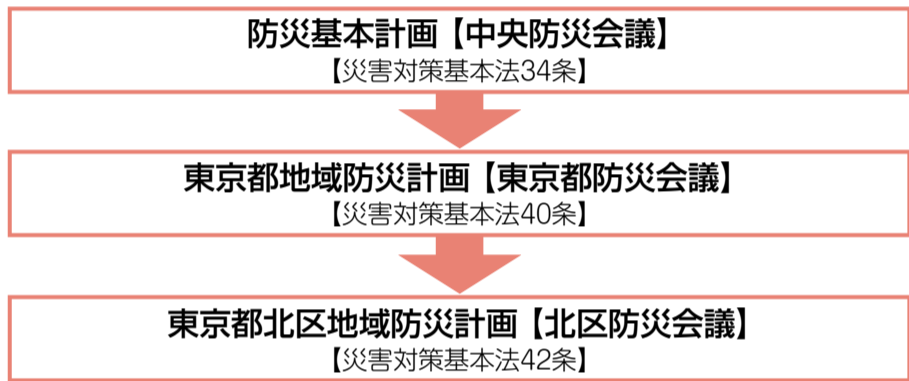 防災基本計画【中央防災会議】
【災害対策基本法34条】
東京都地域防災計画【東京都防災会議】
【災害対策基本法40条】
東京都北区地域防災計画【北区防災会議】
【災害対策基本法42条】